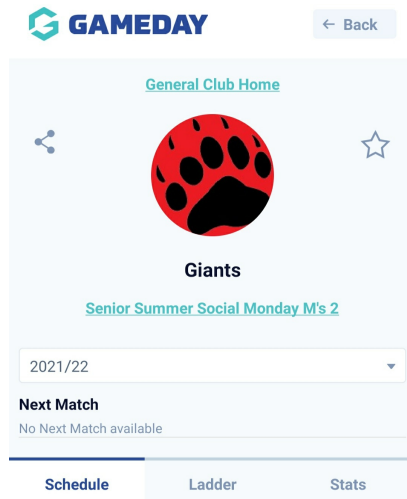 GAMEDAY
← Back
General Club Home
Giants
Senior Summer Social Monday M's 2
2021/22
Next Match
No Next Match available
Schedule Ladder Stats